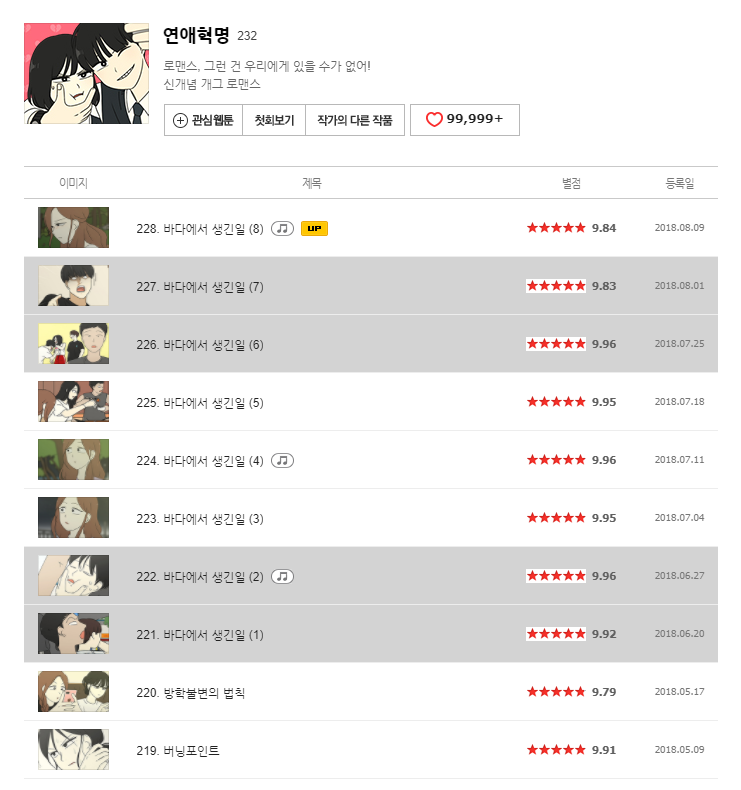 연애혁명 232
로맨스, 그런 건 우리에게 있을 수가 없어!
신개념 개그 로맨스
관심웹툰 첫회보기 작가의 다른 작품 99,999+
이미지 제목 별점 등록일
228. 바다에서 생긴일 (8) UP 9.84 2018.08.09
227. 바다에서 생긴일 (7) 9.83 2018.08.01
226. 바다에서 생긴일 (6) 9.96 2018.07.25
225. 바다에서 생긴일 (5) 9.95 2018.07.18
224. 바다에서 생긴일 (4) 9.96 2018.07.11
223. 바다에서 생긴일 (3) 9.95 2018.07.04
222. 바다에서 생긴일 (2) 9.96 2018.06.27
221. 바다에서 생긴일 (1) 9.92 2018.06.20
220. 방학불변의 법칙 9.79 2018.05.17
219. 버닝포인트 9.91 2018.05.09